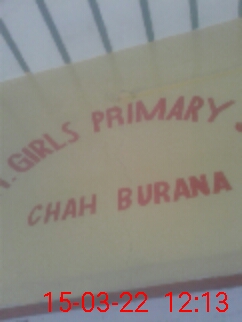 GIRLS PRIMARY
CHAH BURANA
15-03-22 12:13